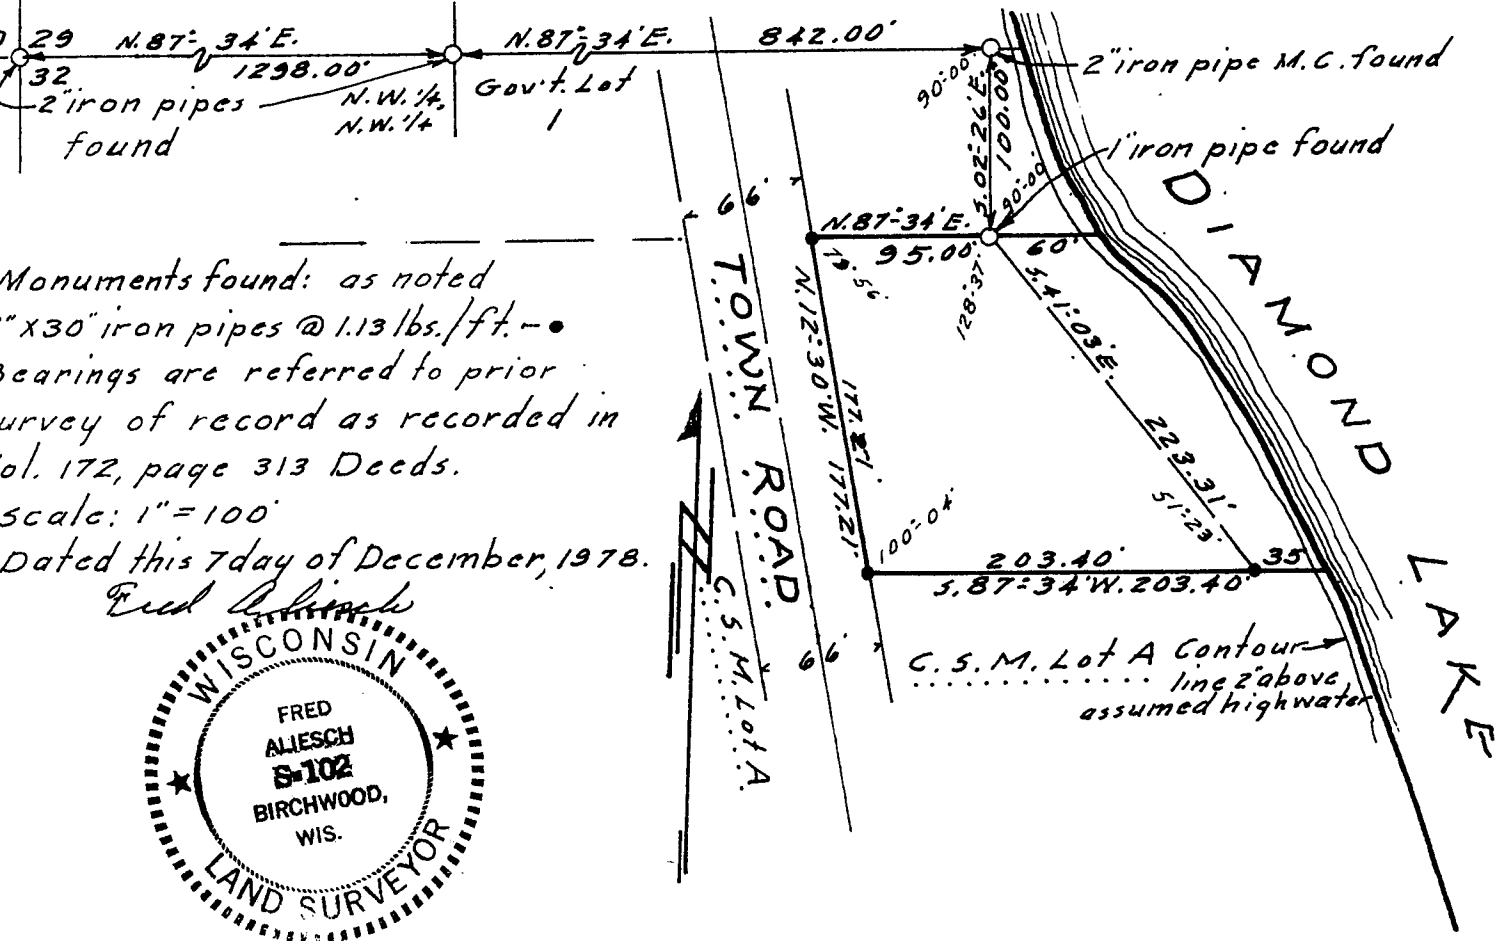 29
N.87°-34'E.
1298.00'
32
2"iron pipes
found
N.W.¼,
N.W.¼
N.87°-34'E.
842.00'
Gov't. Lot
1
90°-00'
S.02°-26'E.
100.00'
2"iron pipe M.C. found
1"iron pipe found
90°-00'
66'
N.87°-34'E.
95.00'
60'
128°-37'
S.41°-03'E.
223.31'
51°-23'
N.12°-30'W. 177.21'
177.21'
100°-04'
203.40'
35'
S.87°-34'W. 203.40'
TOWN ROAD
66'
C.S.M. Lot A
DIAMOND LAKE
C.S.M. Lot A
Contour
line 2' above
assumed highwater
Monuments found: as noted
"X30" iron pipes @ 1.13 lbs./ft. - ●
Bearings are referred to prior
urvey of record as recorded in
ol. 172, page 313 Deeds.
scale: 1"=100'
Dated this 7day of December, 1978.
Fred Aliesch
WISCONSIN
FRED
ALIESCH
S-102
BIRCHWOOD,
WIS.
LAND SURVEYOR